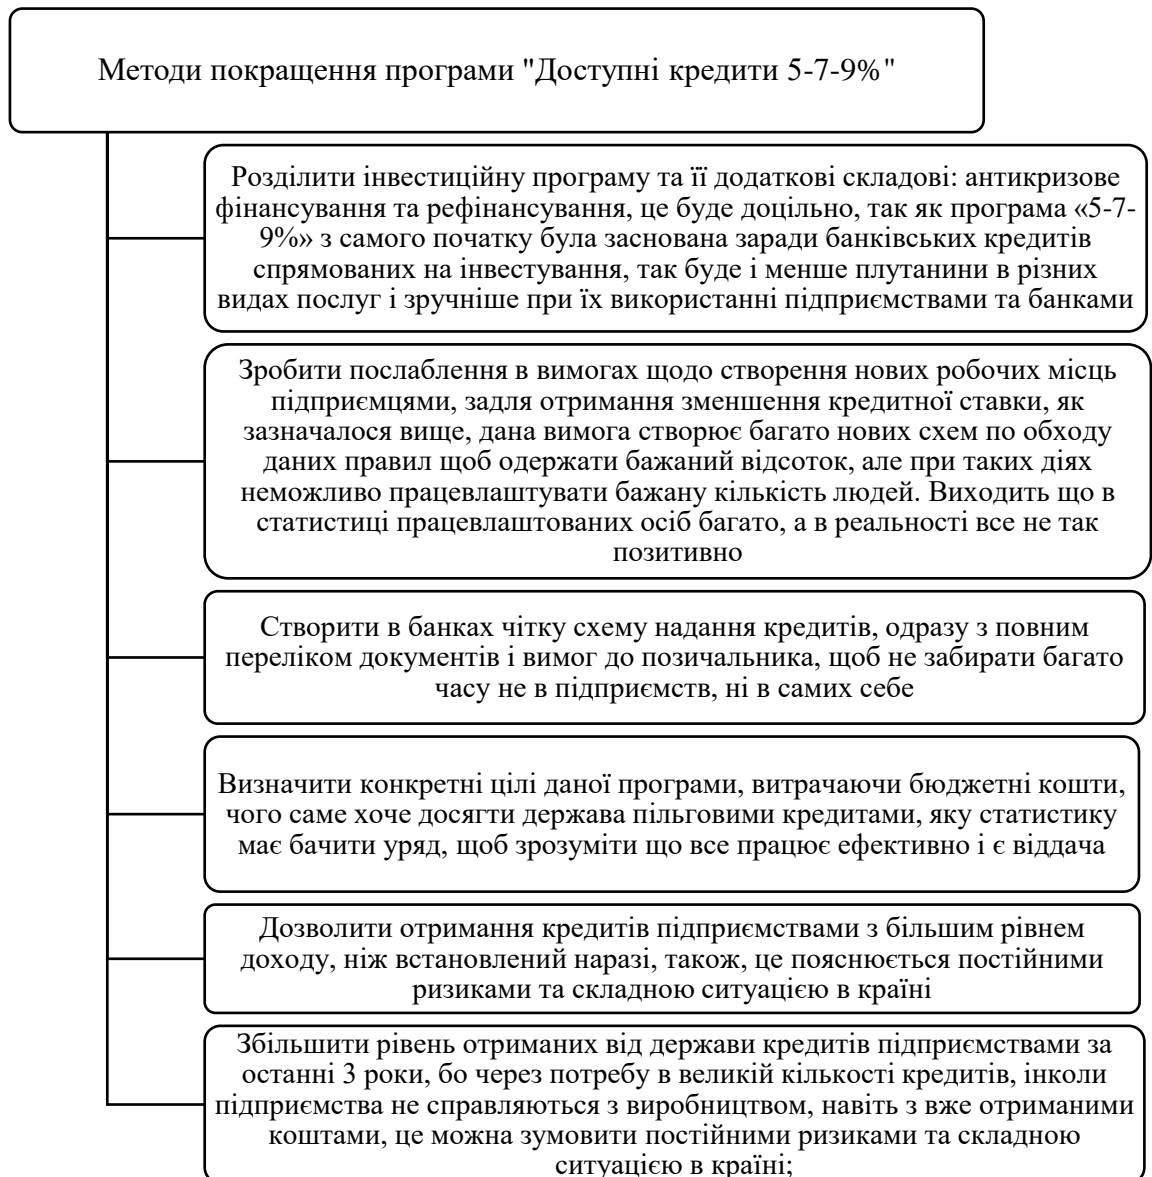 Методи покращення програми "Доступні кредити 5-7-9%"
Розділити інвестиційну програму та її додаткові складові: антикризове
фінансування та рефінансування, це буде доцільно, так як програма «5-7-
9%» з самого початку була заснована заради банківських кредитів
спрямованих на інвестування, так буде і менше плутанини в різних
видах послуг і зручніше при їх використанні підприємствами та банками
Зробити послаблення в вимогах щодо створення нових робочих місць
підприємцями, задля отримання зменшення кредитної ставки, як
зазначалося вище, дана вимога створює багато нових схем по обходу
даних правил щоб одержати бажаний відсоток, але при таких діях
неможливо працевлаштувати бажану кількість людей. Виходить що в
статистиці працевлаштованих осіб багато, а в реальності все не так
позитивно
Створити в банках чітку схему надання кредитів, одразу з повним
переліком документів і вимог до позичальника, щоб не забирати багато
часу не в підприємств, ні в самих себе
Визначити конкретні цілі даної програми, витрачаючи бюджетні кошти,
чого саме хоче досягти держава пільговими кредитами, яку статистику
має бачити уряд, щоб зрозуміти що все працює ефективно і є віддача
Дозволити отримання кредитів підприємствами з більшим рівнем
доходу, ніж встановлений наразі, також, це пояснюється постійними
ризиками та складною ситуацією в країні
Збільшити рівень отриманих від держави кредитів підприємствами за
останні 3 роки, бо через потребу в великій кількості кредитів, інколи
підприємства не справляються з виробництвом, навіть з вже отриманими
коштами, це можна зумовити постійними ризиками та складною
ситуацією в країні;